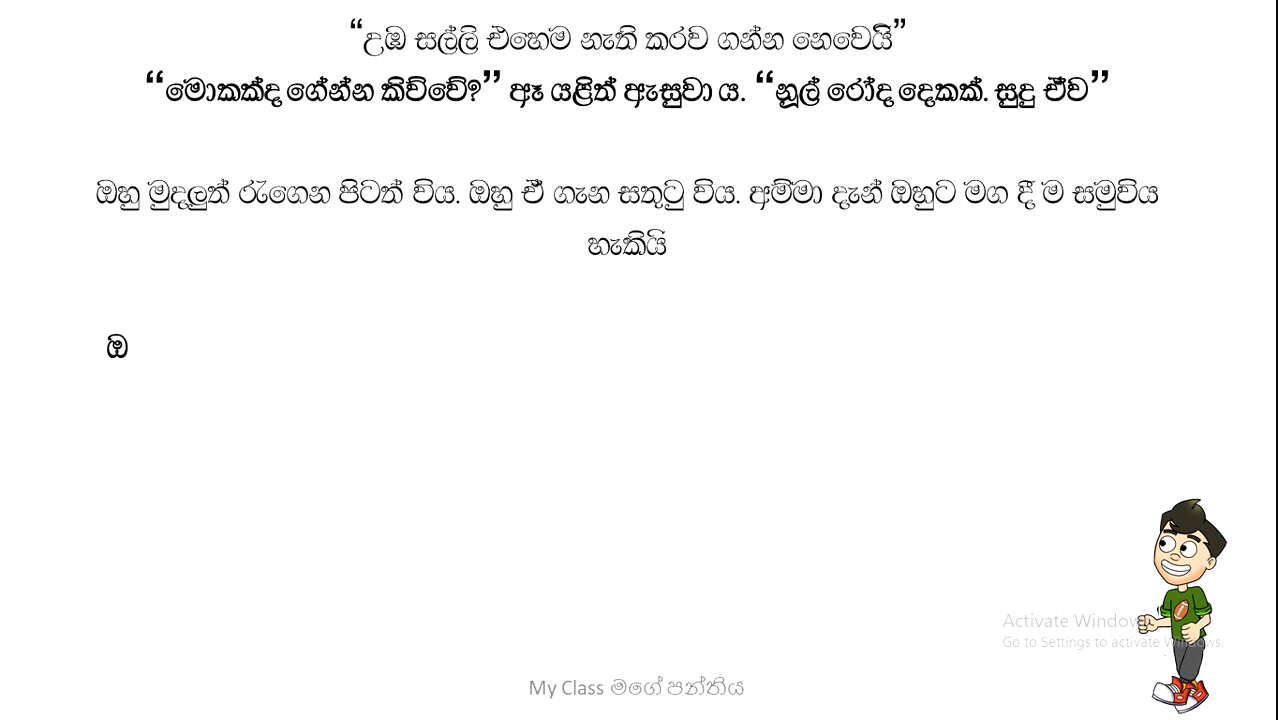 “උඹ සල්ලි එහෙම නැති කරව ගන්න නෙවෙයි”
“මොකක්ද ගේන්න කිව්වේ?” ඈ යළිත් ඇසුවා ය. “නූල් රෝද දෙකක්. සුදු ඒව”
ඔහු මුදලුත් රැගෙන පිටත් විය. ඔහු ඒ ගැන සතුටු විය. අම්මා දැන් ඔහුට මග දී ම සමුවිය
හැකියි
ඔ
Activate Window
Go to Settings to activate Windows.
My Class මගේ පන්තිය